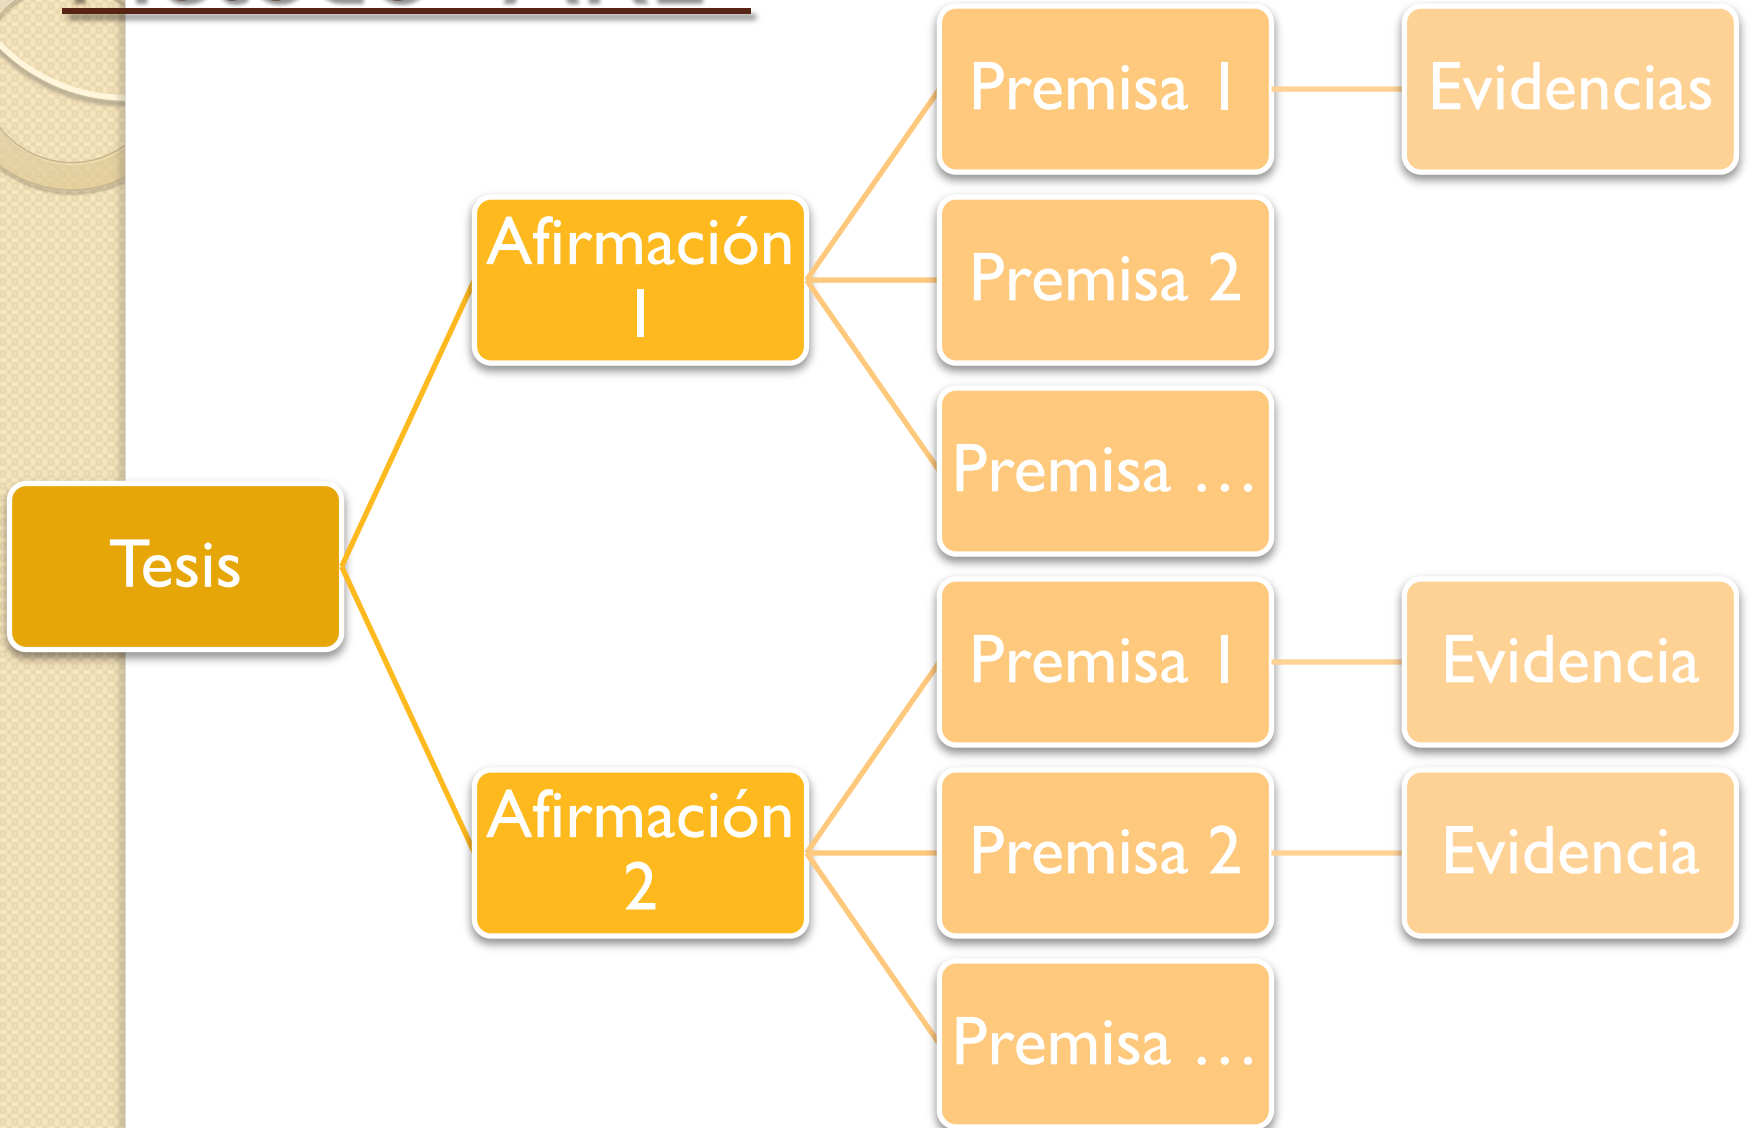 Premisa 1
Evidencias
Afirmación
1
Premisa 2
Premisa ...
Tesis
Premisa 1
Evidencia
Afirmación
2
Premisa 2
Evidencia
Premisa ...